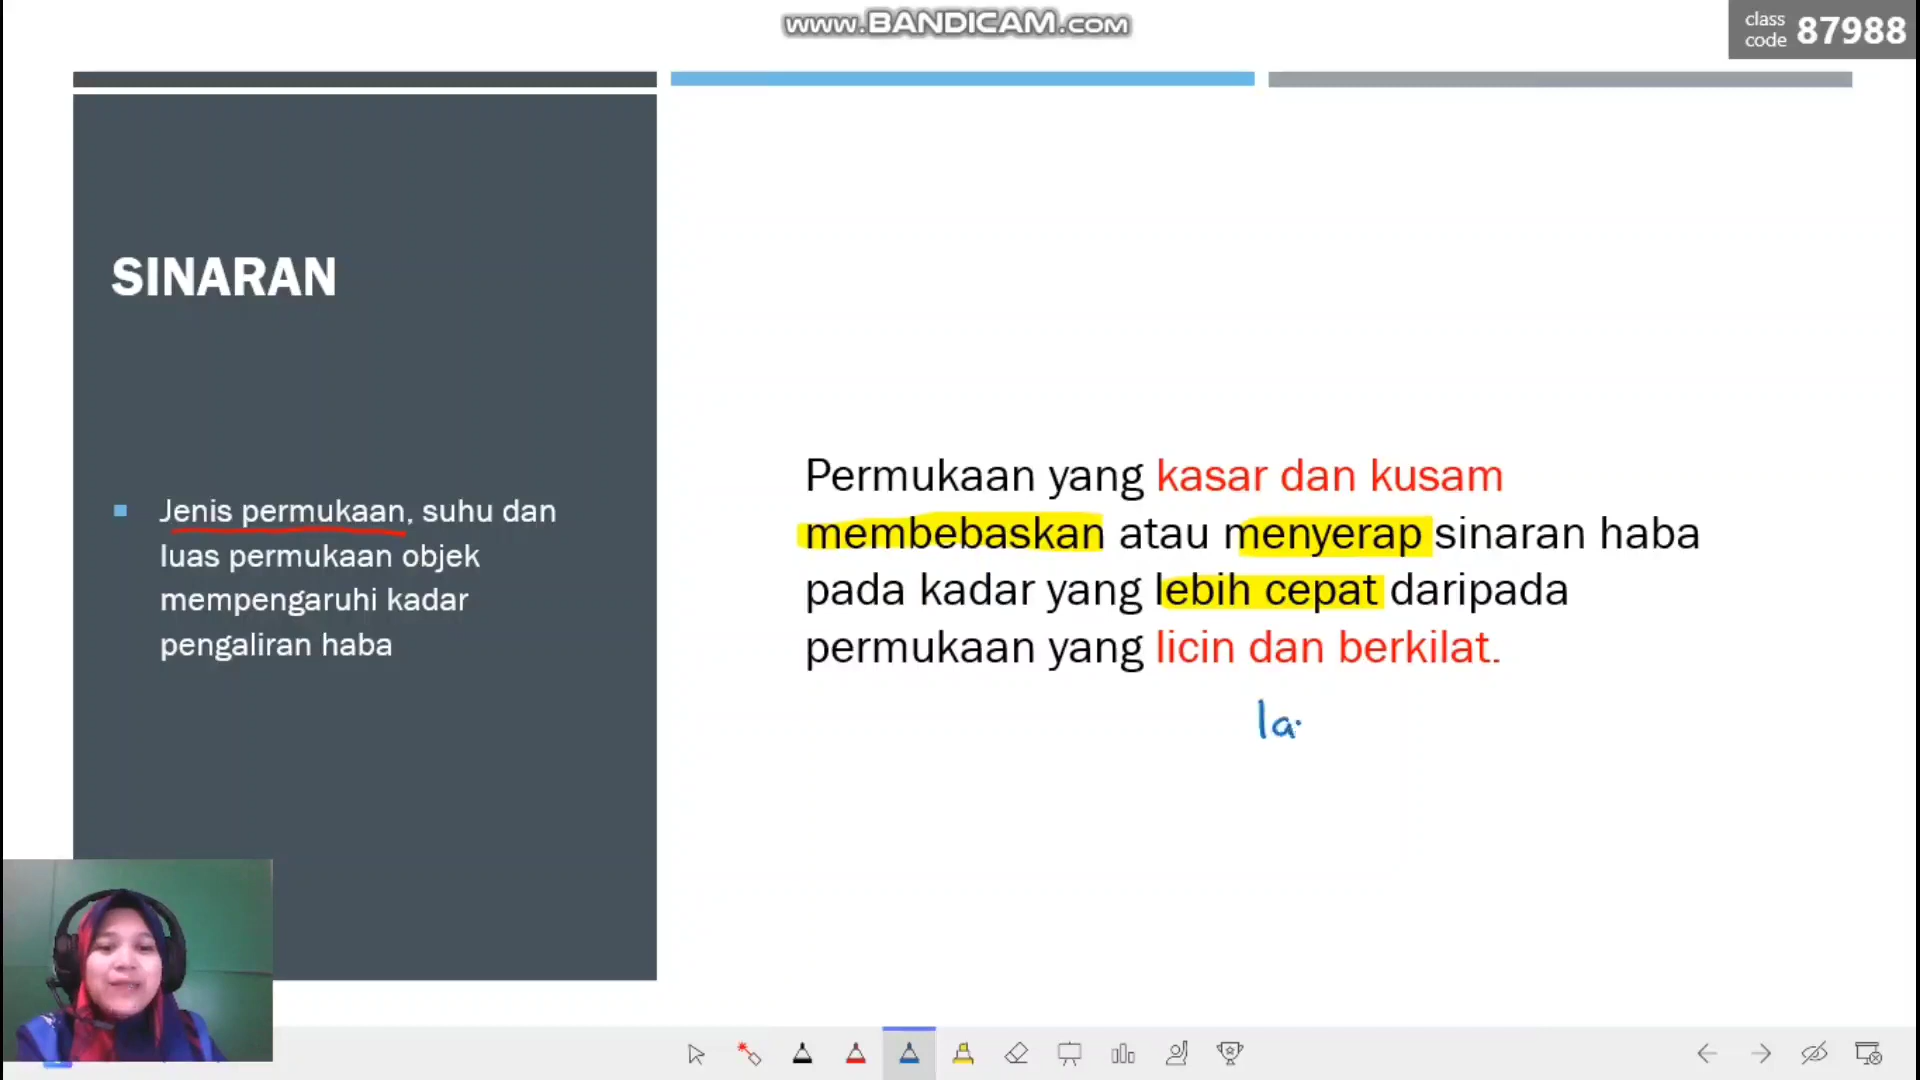 www.BANDICAM.com
class
code 87988
SINARAN
Jenis permukaan, suhu dan
luas permukaan objek
mempengaruhi kadar
pengaliran haba
Permukaan yang kasar dan kusam
membebaskan atau menyerap sinaran haba
pada kadar yang lebih cepat daripada
permukaan yang licin dan berkilat.
la